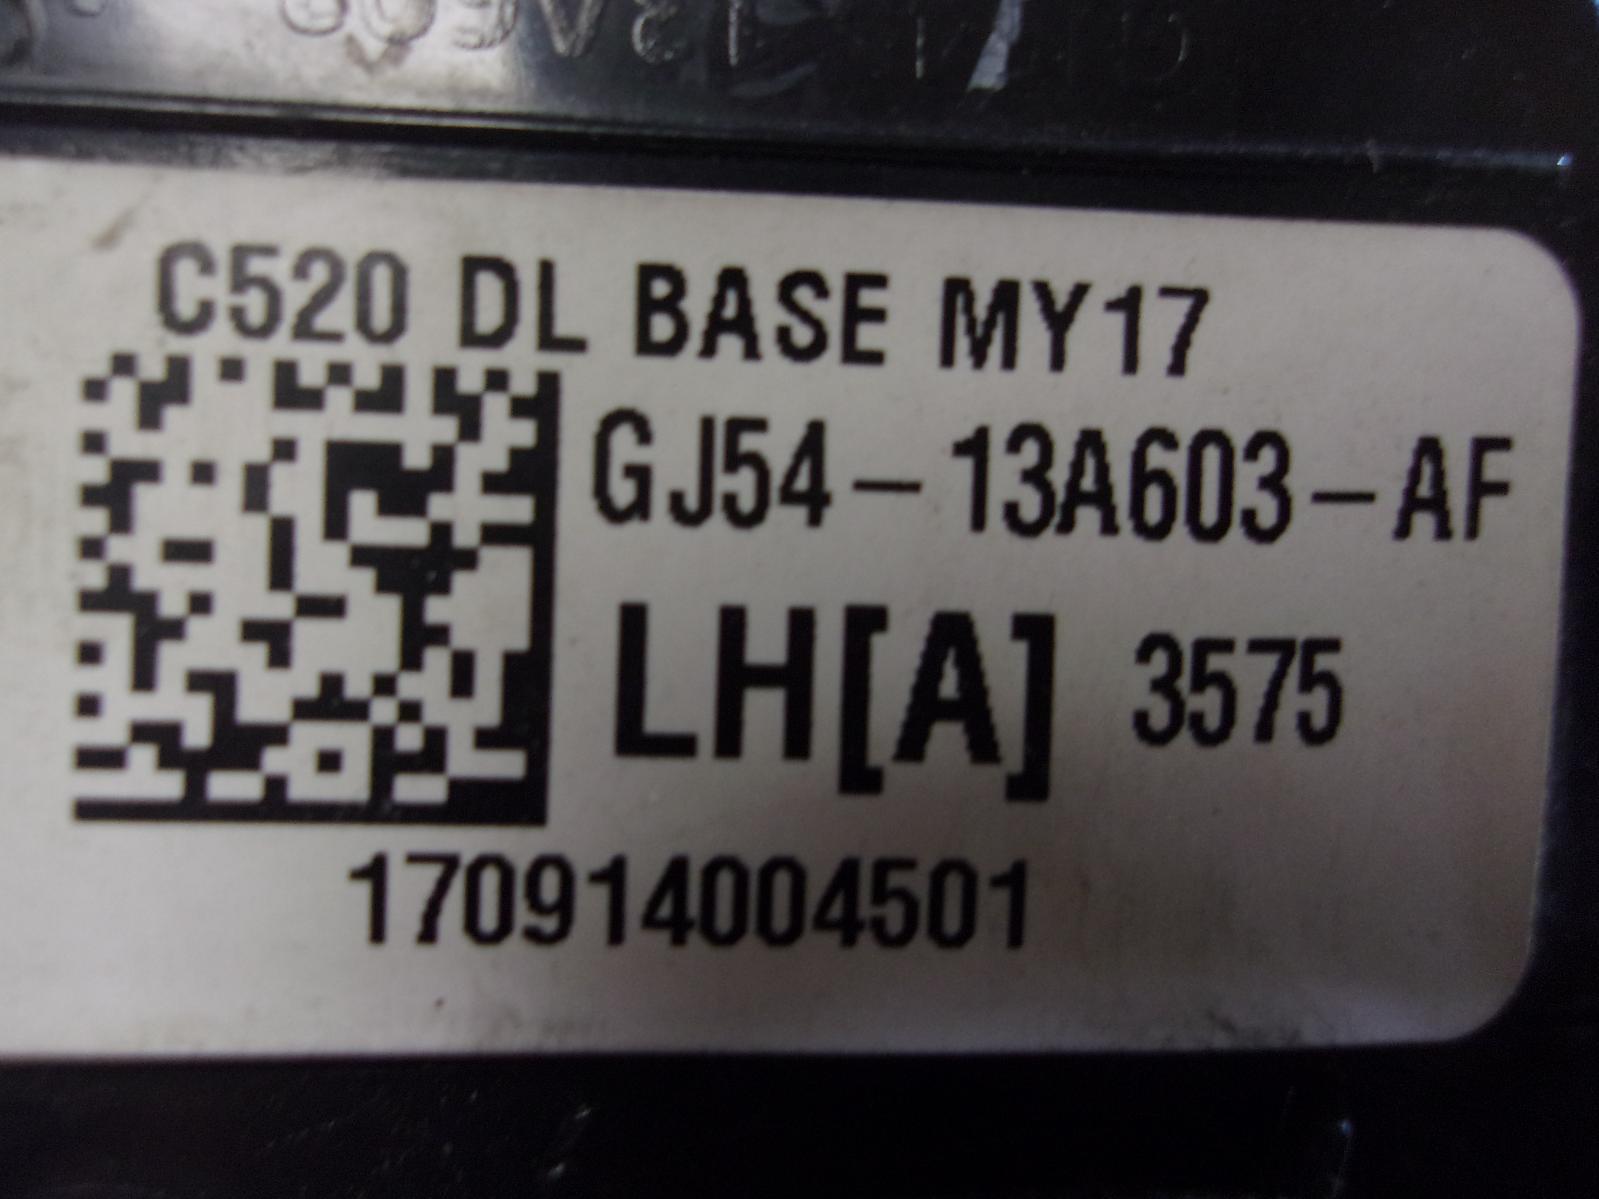 C520 DL BASE MY17
GJ54-13A603-AF
LH[A] 3575
170914004501